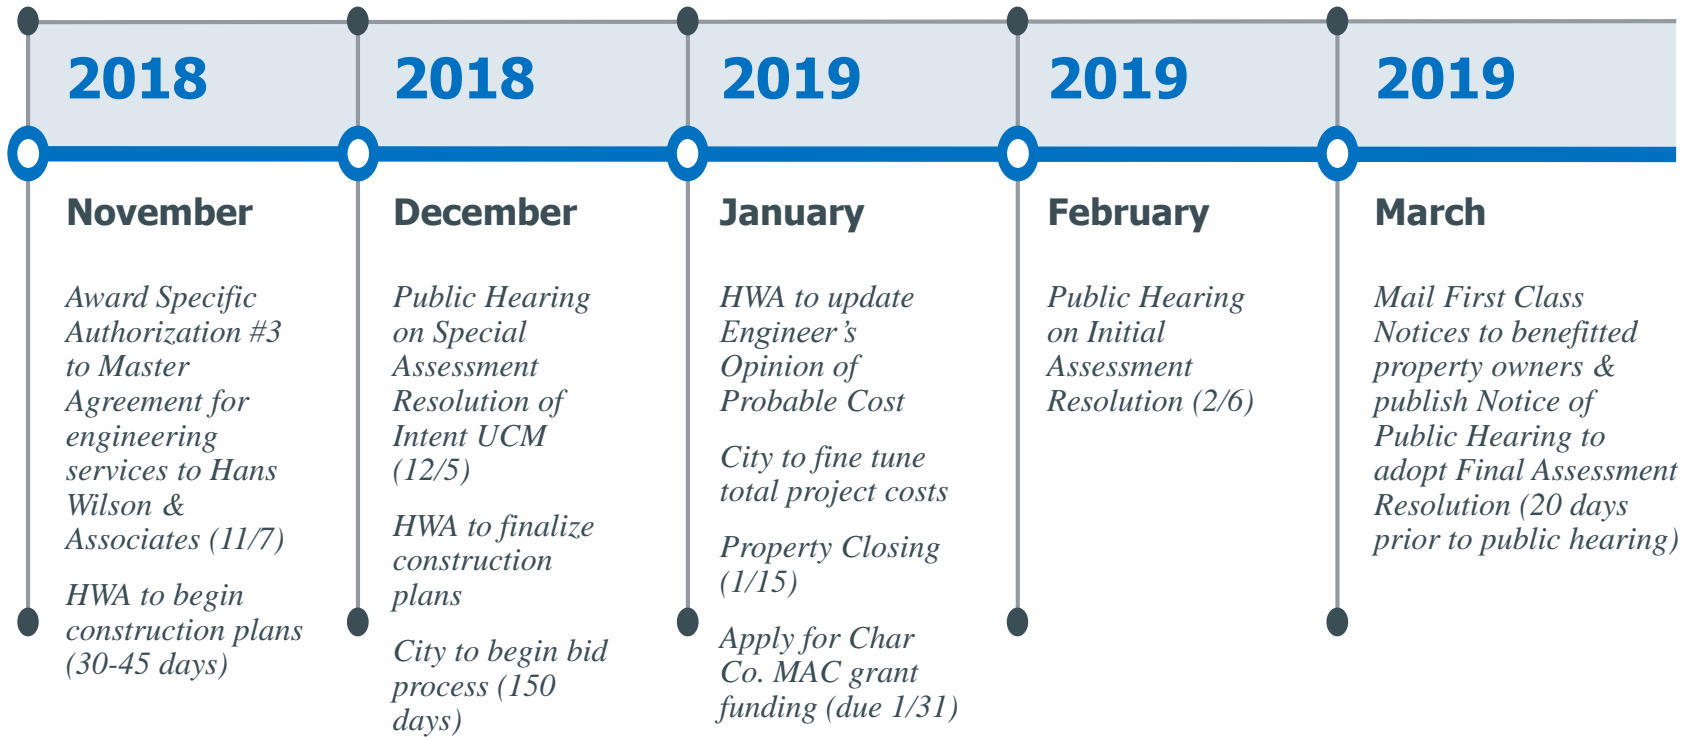 2018
November
Award Specific
Authorization #3
to Master
Agreement for
engineering
services to Hans
Wilson &
Associates (11/7)
HWA to begin
construction plans
(30-45 days)
2018
December
Public Hearing
on Special
Assessment
Resolution of
Intent UCM
(12/5)
HWA to finalize
construction
plans
City to begin bid
process (150
days)
2019
January
HWA to update
Engineer’s
Opinion of
Probable Cost
City to fine tune
total project costs
Property Closing
(1/15)
Apply for Char
Co. MAC grant
funding (due 1/31)
2019
February
Public Hearing
on Initial
Assessment
Resolution (2/6)
2019
March
Mail First Class
Notices to benefitted
property owners &
publish Notice of
Public Hearing to
adopt Final Assessment
Resolution (20 days
prior to public hearing)